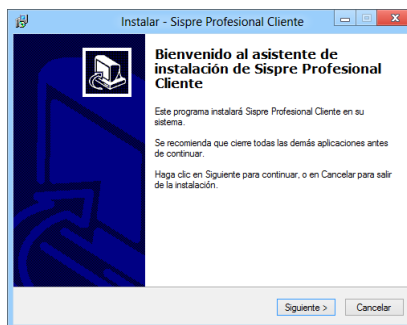 Instalar - Sispre Profesional Cliente
Bienvenido al asistente de
instalación de Sispre Profesional
Cliente
Este programa instalará Sispre Profesional Cliente en su
sistema.
Se recomienda que cierre todas las demás aplicaciones antes
de continuar.
Haga clic en Siguiente para continuar, o en Cancelar para salir
de la instalación.
Siguiente >
Cancelar